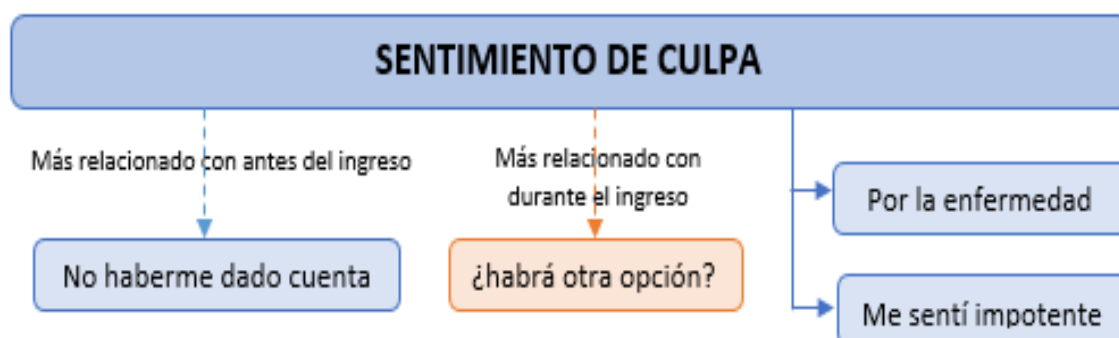 SENTIMIENTO DE CULPA
Más relacionado con antes del ingreso
Más relacionado con
durante el ingreso
No haberme dado cuenta
¿habrá otra opción?
Por la enfermedad
Me sentí impotente